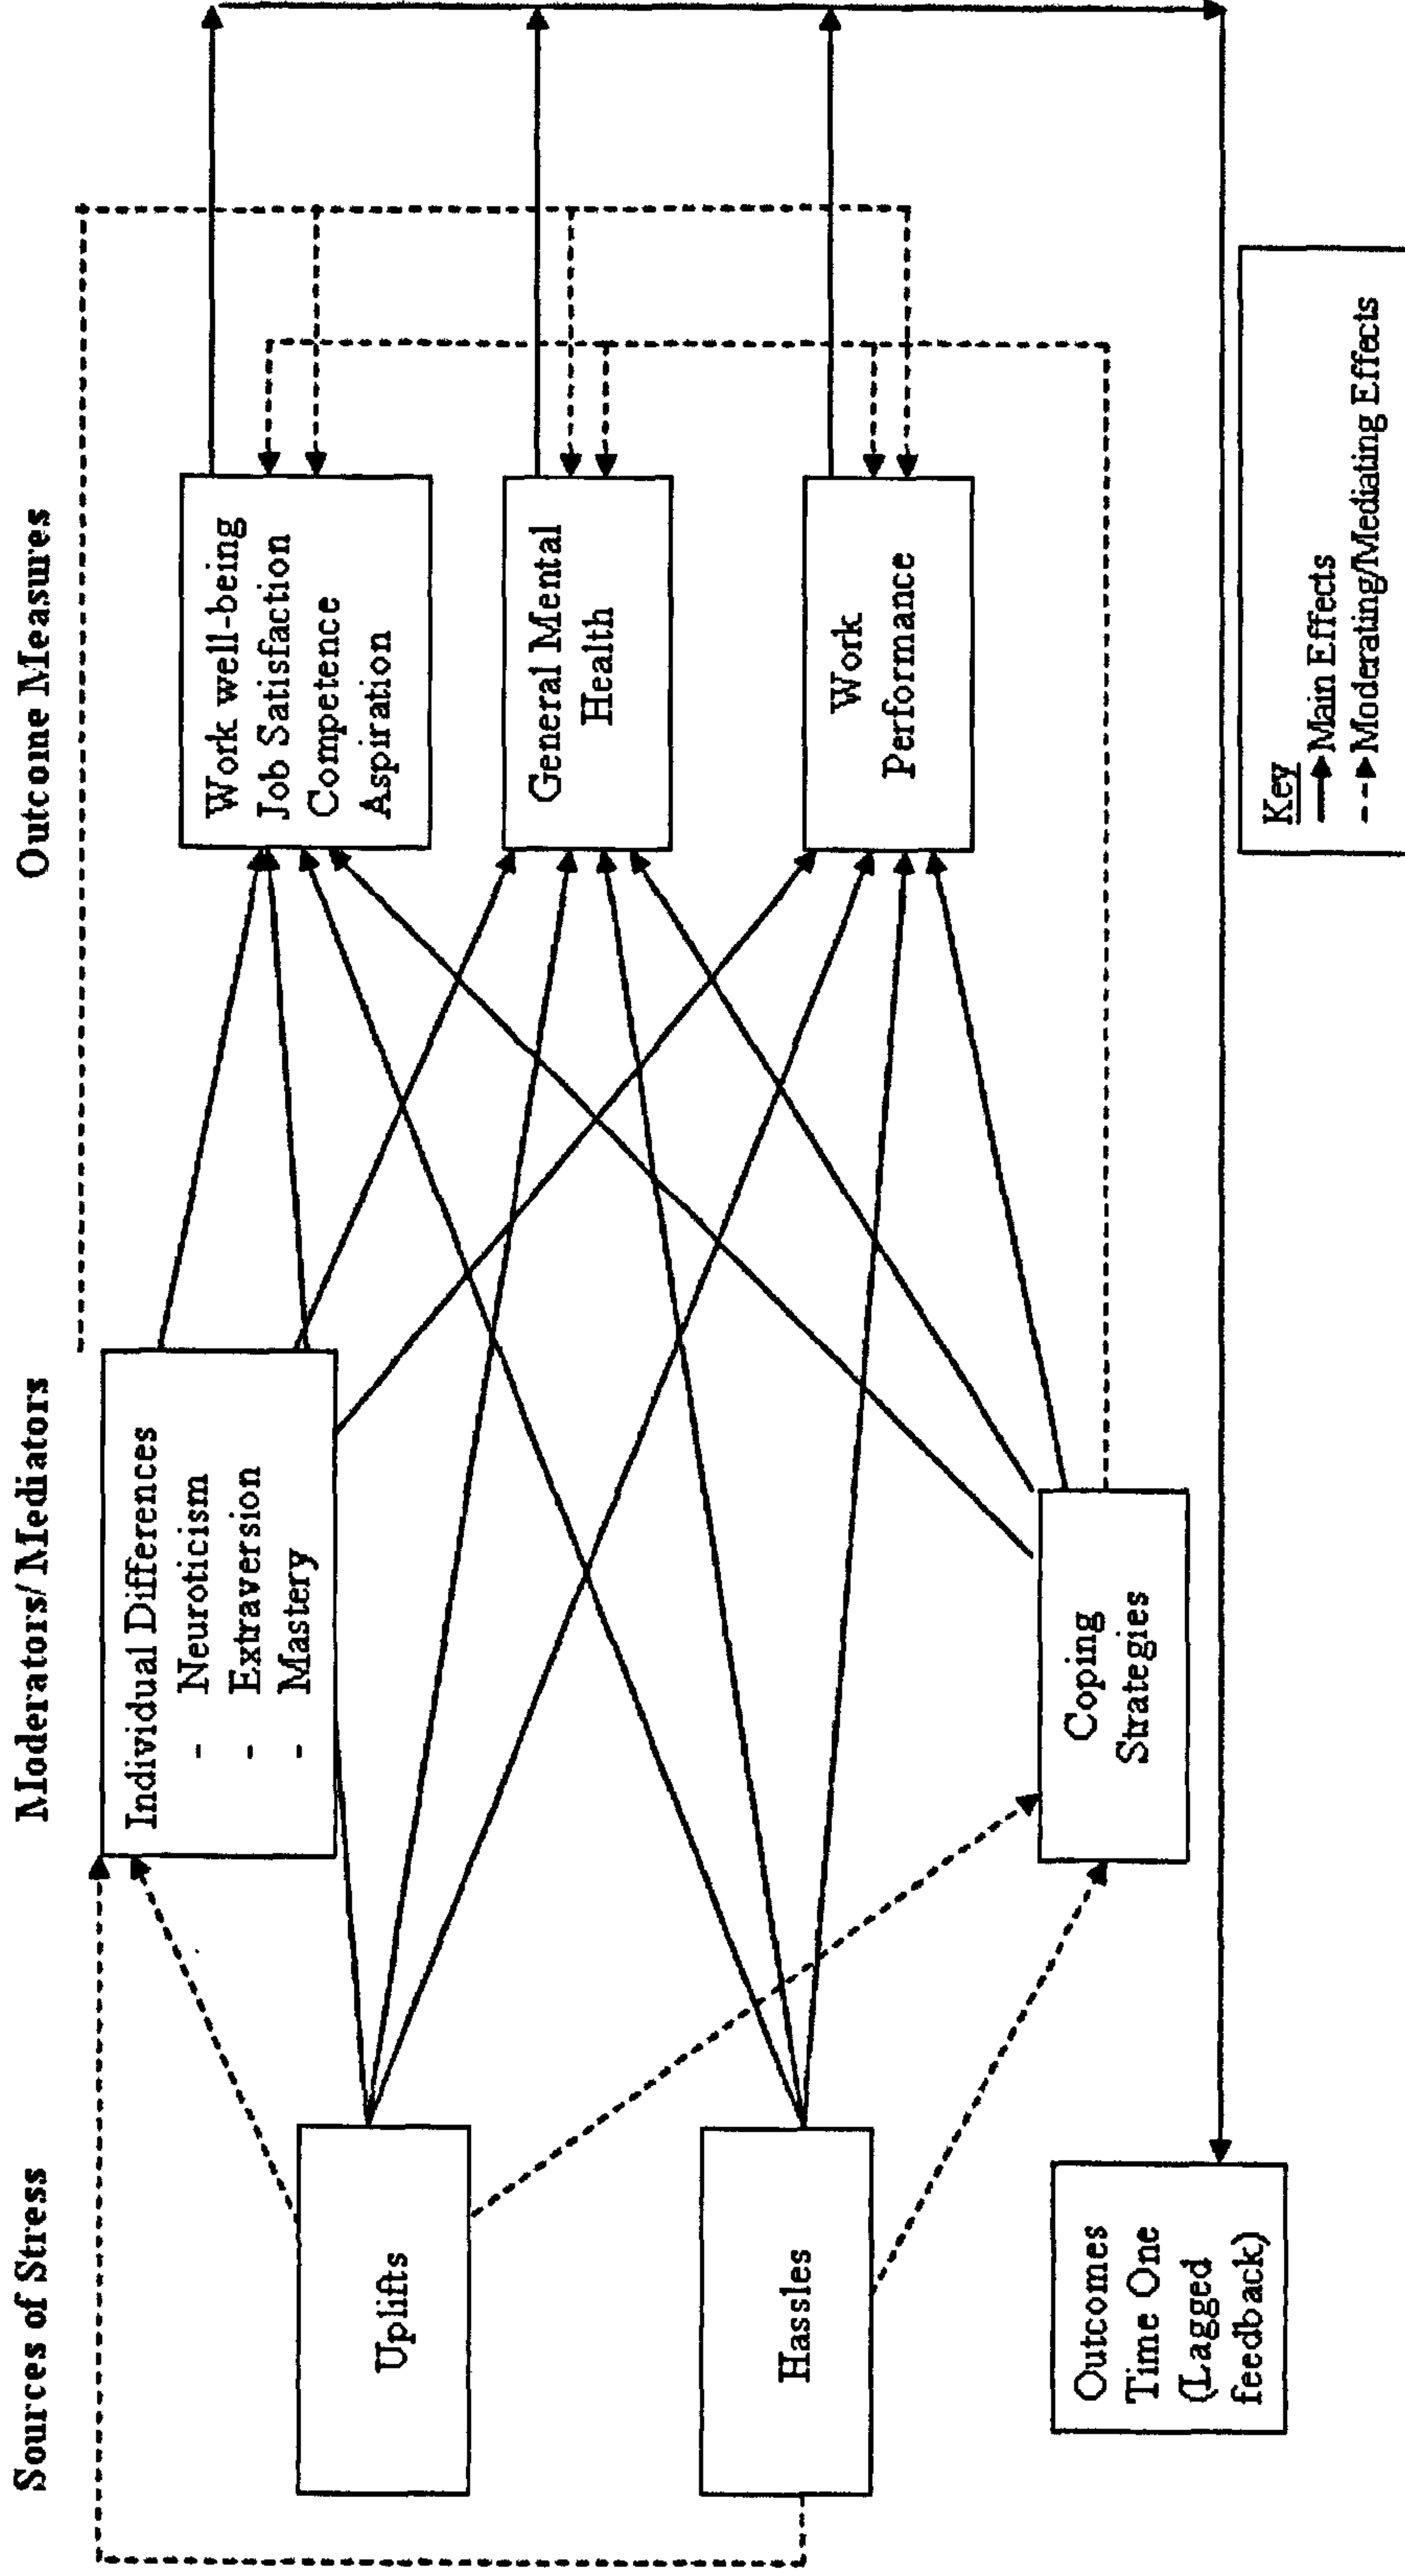 Sources of Stress
Moderators/Mediators
Outcome Measures
Individual Differences
- Neuroticism
- Extraversion
- Mastery
Work well-being
Job Satisfaction
Competence
Aspiration
Uplifts
General Mental
Health
Hassles
Work
Performance
Coping
Strategies
Outcomes
Time One
(Lagged
feedback)
Key
Main Effects
Moderating/Mediating Effects